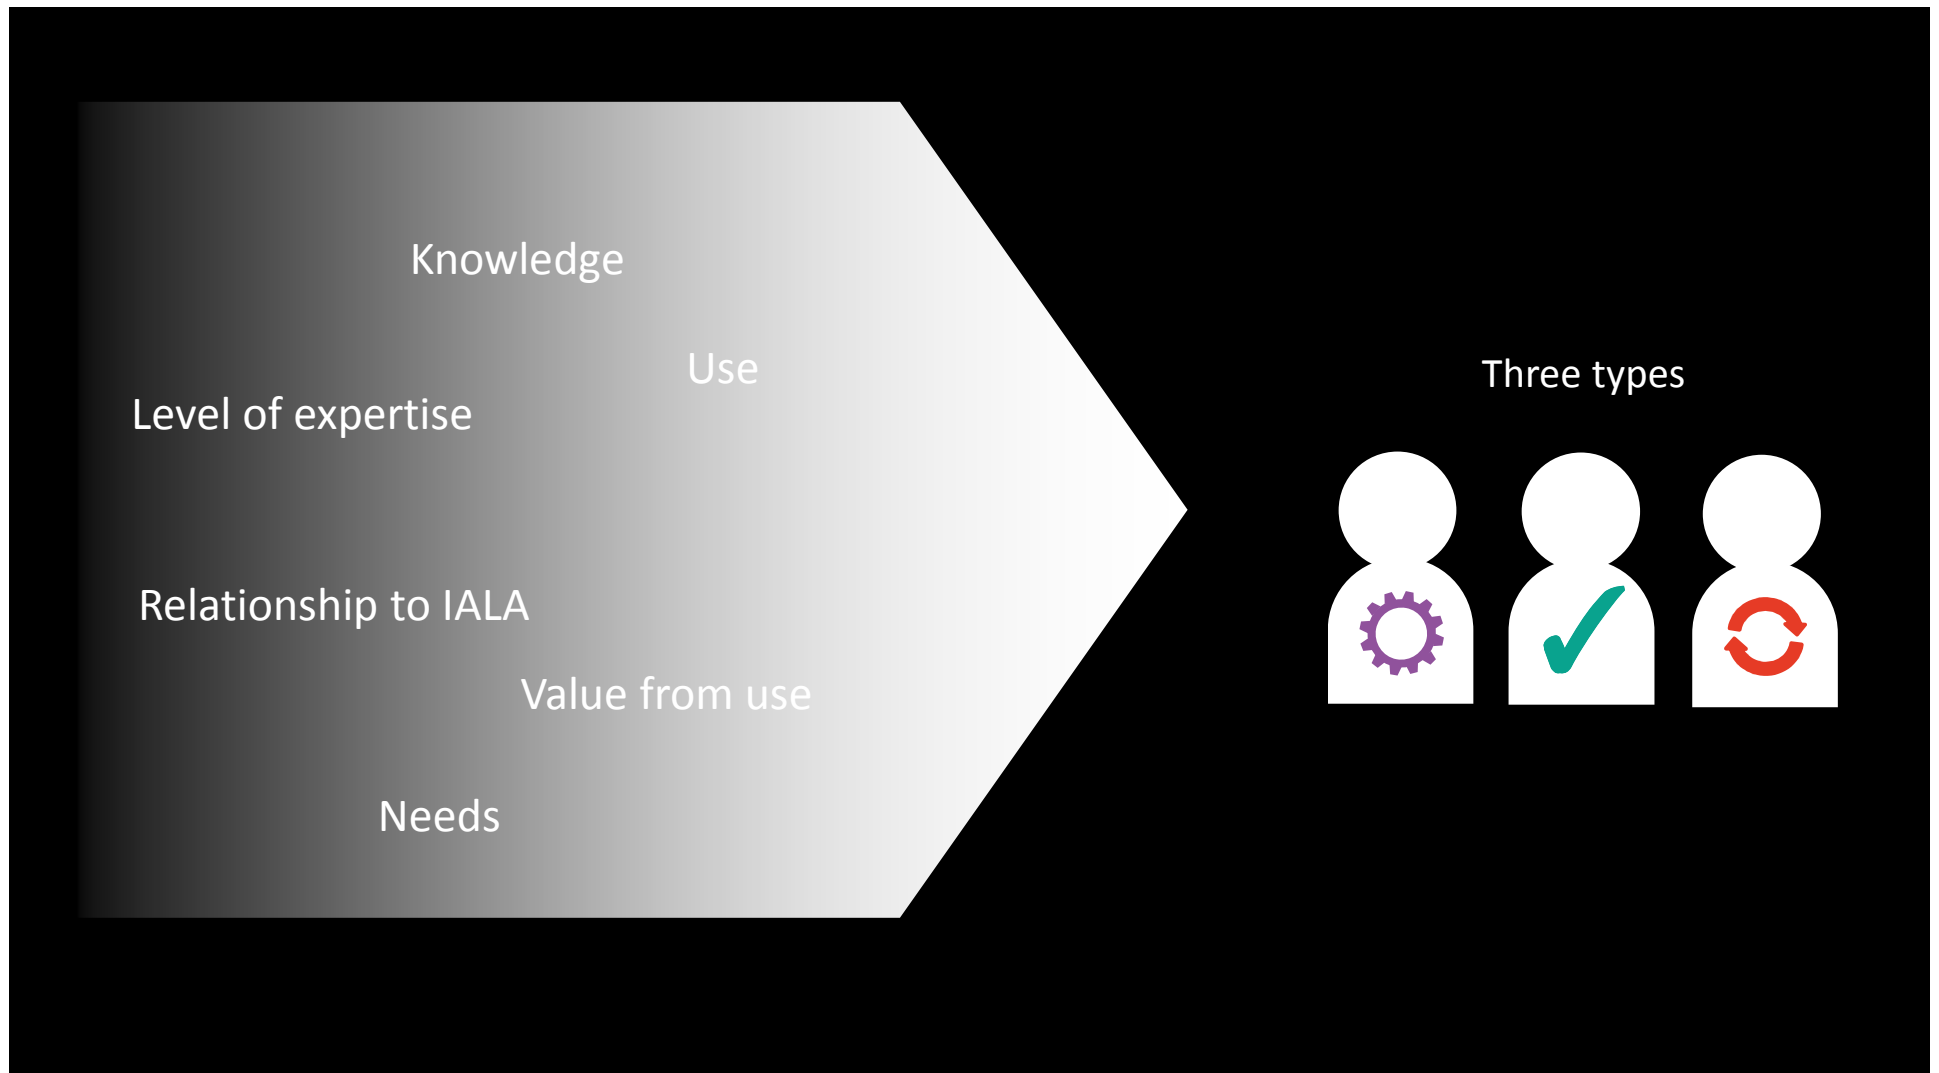 Knowledge
Use
Level of expertise
Relationship to IALA
Value from use
Needs
Three types